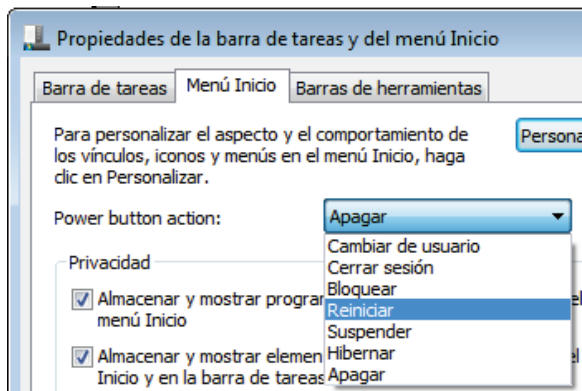 Propiedades de la barra de tareas y del menú Inicio
Barra de tareas Menú Inicio Barras de herramientas
Para personalizar el aspecto y el comportamiento de
los vínculos, iconos y menús en el menú Inicio, haga
clic en Personalizar.
Persona
Power button action: Apagar
Cambiar de usuario
Cerrar sesión
Bloquear
Reiniciar
Suspender
Hibernar
Apagar
Privacidad
Almacenar y mostrar progran
menú Inicio
Almacenar y mostrar elemen
Inicio y en la barra de tareas